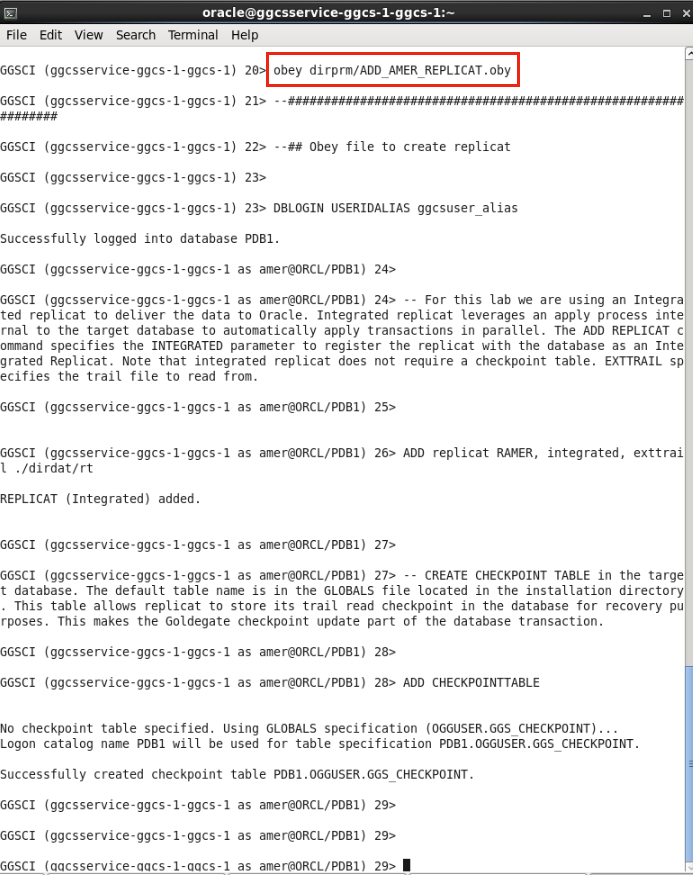 oracle@ggcsservice-ggcs-1-ggcs-1:~
File Edit View Search Terminal Help
GGSCI (ggcsservice-ggcs-1-ggcs-1) 20> obey dirprm/ADD_AMER_REPLICAT.oby
GGSCI (ggcsservice-ggcs-1-ggcs-1) 21> --#######################################################
########
GGSCI (ggcsservice-ggcs-1-ggcs-1) 22> --## Obey file to create replicat
GGSCI (ggcsservice-ggcs-1-ggcs-1) 23>
GGSCI (ggcsservice-ggcs-1-ggcs-1) 23> DBLOGIN USERIDALIAS ggcsuser_alias
Successfully logged into database PDB1.
GGSCI (ggcsservice-ggcs-1-ggcs-1 as amer@ORCL/PDB1) 24>
GGSCI (ggcsservice-ggcs-1-ggcs-1 as amer@ORCL/PDB1) 24> -- For this lab we are using an Integra
ted replicat to deliver the data to Oracle. Integrated replicat leverages an apply process inte
rnal to the target database to automatically apply transactions in parallel. The ADD REPLICAT c
ommand specifies the INTEGRATED parameter to register the replicat with the database as an Inte
grated Replicat. Note that integrated replicat does not require a checkpoint table. EXTTRAIL sp
ecifies the trail file to read from.
GGSCI (ggcsservice-ggcs-1-ggcs-1 as amer@ORCL/PDB1) 25>
GGSCI (ggcsservice-ggcs-1-ggcs-1 as amer@ORCL/PDB1) 26> ADD replicat RAMER, integrated, exttrai
l ./dirdat/rt
REPLICAT (Integrated) added.
GGSCI (ggcsservice-ggcs-1-ggcs-1 as amer@ORCL/PDB1) 27>
GGSCI (ggcsservice-ggcs-1-ggcs-1 as amer@ORCL/PDB1) 27> -- CREATE CHECKPOINT TABLE in the targe
t database. The default table name is in the GLOBALS file located in the installation directory
. This table allows replicat to store its trail read checkpoint in the database for recovery pu
rposes. This makes the Goldegate checkpoint update part of the database transaction.
GGSCI (ggcsservice-ggcs-1-ggcs-1 as amer@ORCL/PDB1) 28>
GGSCI (ggcsservice-ggcs-1-ggcs-1 as amer@ORCL/PDB1) 28> ADD CHECKPOINTTABLE
No checkpoint table specified. Using GLOBALS specification (OGGUSER.GGS_CHECKPOINT)...
Logon catalog name PDB1 will be used for table specification PDB1.OGGUSER.GGS_CHECKPOINT.
Successfully created checkpoint table PDB1.OGGUSER.GGS_CHECKPOINT.
GGSCI (ggcsservice-ggcs-1-ggcs-1 as amer@ORCL/PDB1) 29>
GGSCI (ggcsservice-ggcs-1-ggcs-1 as amer@ORCL/PDB1) 29>
GGSCI (ggcsservice-ggcs-1-ggcs-1 as amer@ORCL/PDB1) 29>